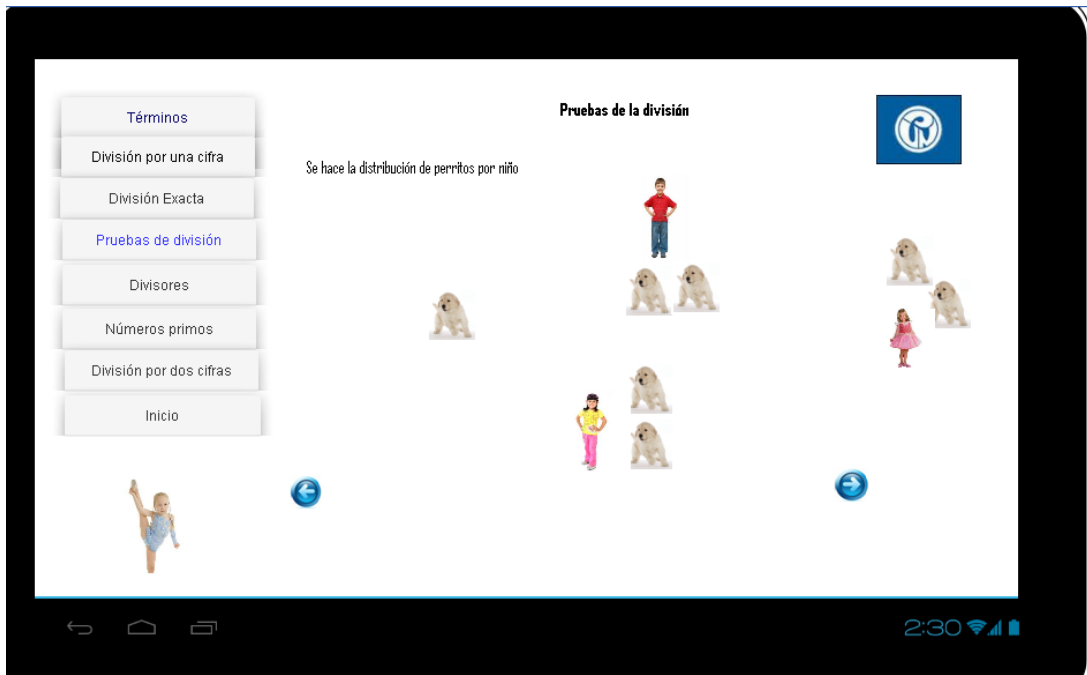 Pruebas de la división
Términos
División por una cifra
División Exacta
Pruebas de división
Divisores
Números primos
División por dos cifras
Inicio
Se hace la distribución de perritos por niño
2:30